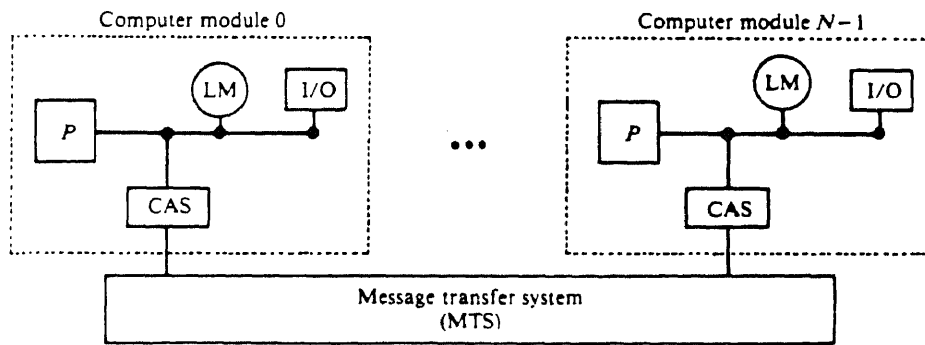 Computer module 0
Computer module N−1
LM
I/O
P
CAS
...
LM
I/O
P
CAS
Message transfer system
(MTS)